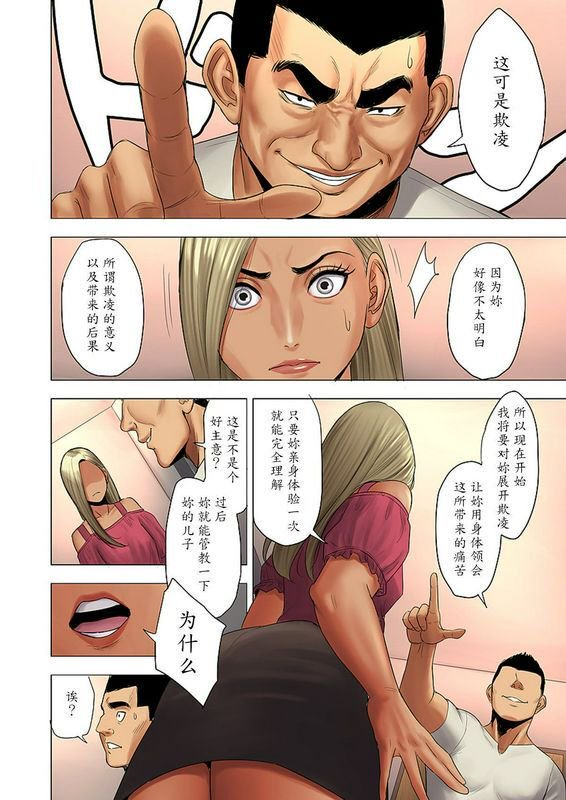 这可是欺凌
因为妳
好像不太明白
所谓欺凌的意义
以及带来的后果
所以现在开始
我将要对妳展开欺凌
让妳用身体领会
这所带来的痛苦
只要妳亲身体验一次
就能完全理解
这是不是个
好主意？
过后
妳就能管教一下
妳的儿子
为什么
诶？